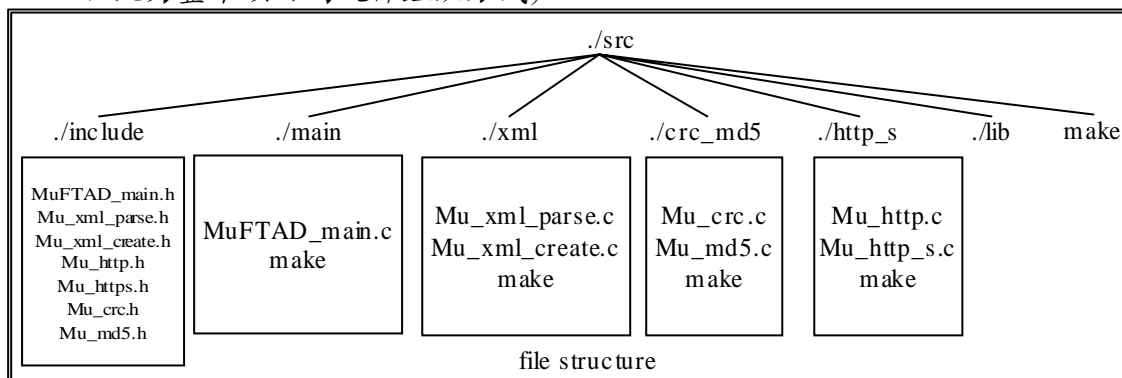 ./src
./include ./main ./xml ./crc_md5 ./http_s ./lib make
MuFTAD_main.h
Mu_xml_parse.h
Mu_xml_create.h
Mu_http.h
Mu_https.h
Mu_crc.h
Mu_md5.h
MuFTAD_main.c
make
Mu_xml_parse.c
Mu_xml_create.c
make
Mu_crc.c
Mu_md5.c
make
Mu_http.c
Mu_http_s.c
make
file structure